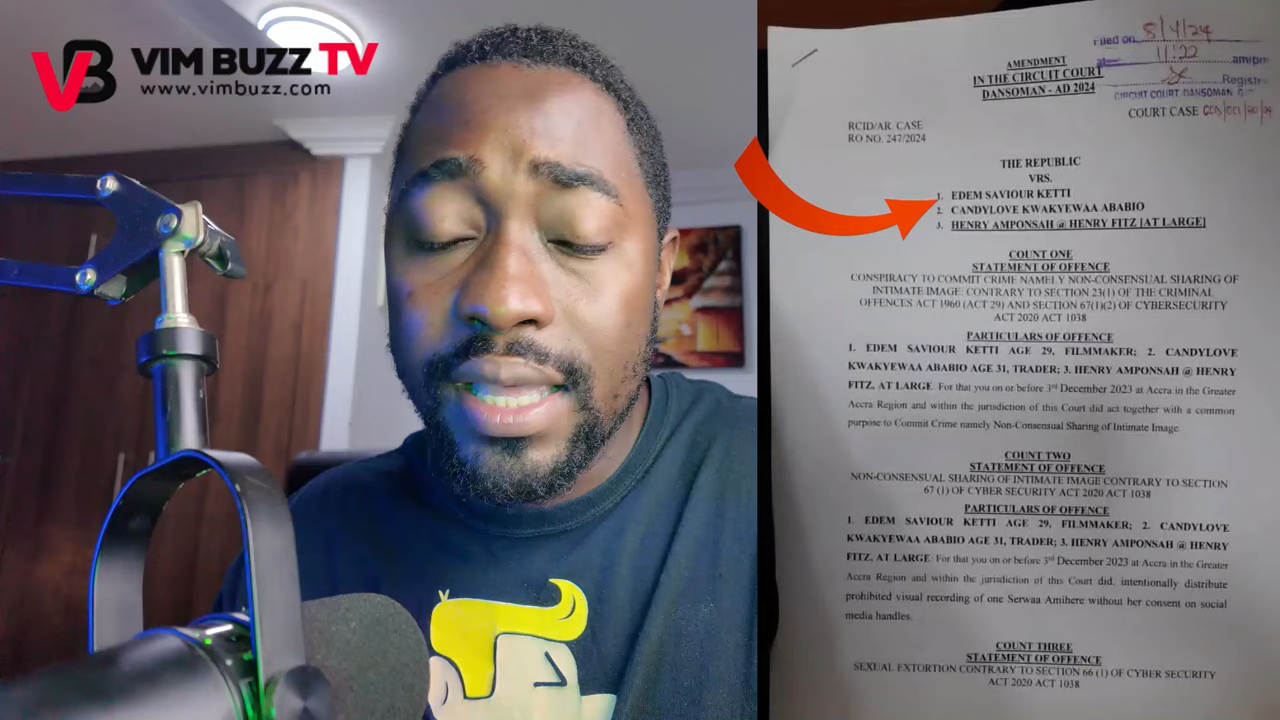 VB VIM BUZZ TV
www.vimbuzz.com
Filed on 8/4/24
at 11:22 am/pm
Registr
CIRCUIT COURT, DANSOMAN
AMENDMENT
IN THE CIRCUIT COURT
DANSOMAN - AD 2024
COURT CASE
RCID/AR. CASE
RO NO. 247/2024
THE REPUBLIC
VRS.
1. EDEM SAVIOUR KETTI
2. CANDYLOVE KWAKYEWAA ABABIO
3. HENRY AMPONSAH @ HENRY FITZ [AT LARGE]
COUNT ONE
STATEMENT OF OFFENCE
CONSPIRACY TO COMMIT CRIME NAMELY NON-CONSENSUAL SHARING OF
INTIMATE IMAGE: CONTRARY TO SECTION 23(1) OF THE CRIMINAL
OFFENCES ACT 1960 (ACT 29) AND SECTION 67(1)(2) OF CYBERSECURITY
ACT 2020 ACT 1038
PARTICULARS OF OFFENCE
1. EDEM SAVIOUR KETTI AGE 29, FILMMAKER; 2. CANDYLOVE
KWAKYEWAA ABABIO AGE 31, TRADER; 3. HENRY AMPONSAH @ HENRY
FITZ, AT LARGE: For that you on or before 3rd December 2023 at Accra in the Greater
Accra Region and within the jurisdiction of this Court did act together with a common
purpose to Commit Crime namely Non-Consensual Sharing of Intimate Image.
COUNT TWO
STATEMENT OF OFFENCE
NON-CONSENSUAL SHARING OF INTIMATE IMAGE CONTRARY TO SECTION
67 (1) OF CYBER SECURITY ACT 2020 ACT 1038
PARTICULARS OF OFFENCE
1. EDEM SAVIOUR KETTI AGE 29, FILMMAKER; 2. CANDYLOVE
KWAKYEWAA ABABIO AGE 31, TRADER; 3. HENRY AMPONSAH @ HENRY
FITZ, AT LARGE: For that you on or before 3rd December 2023 at Accra in the Greater
Accra Region and within the jurisdiction of this Court did, intentionally distribute
prohibited visual recording of one Serwaa Amihere without her consent on social
media handles.
COUNT THREE
STATEMENT OF OFFENCE
SEXUAL EXTORTION CONTRARY TO SECTION 66 (1) OF CYBER SECURITY
ACT 2020 ACT 1038